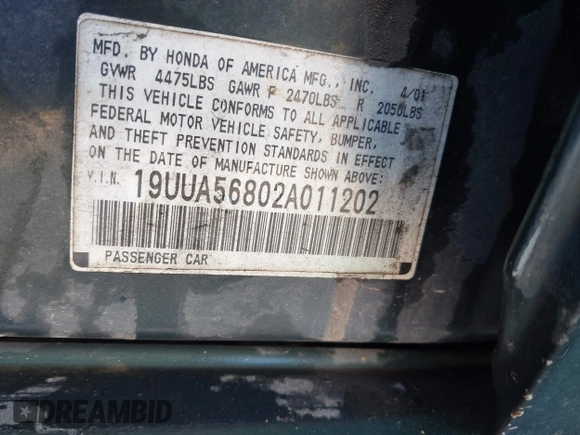 MFD. BY HONDA OF AMERICA MFG., INC. 4/01
GVWR 4475LBS GAWR F 2470LBS R 2050LBS
THIS VEHICLE CONFORMS TO ALL APPLICABLE
FEDERAL MOTOR VEHICLE SAFETY, BUMPER,
AND THEFT PREVENTION STANDARDS IN EFFECT
ON THE DATE OF MANUFACTURE SHOWN ABOVE:
V.I.N. 19UUA56802A011202
PASSENGER CAR
DREAMBID